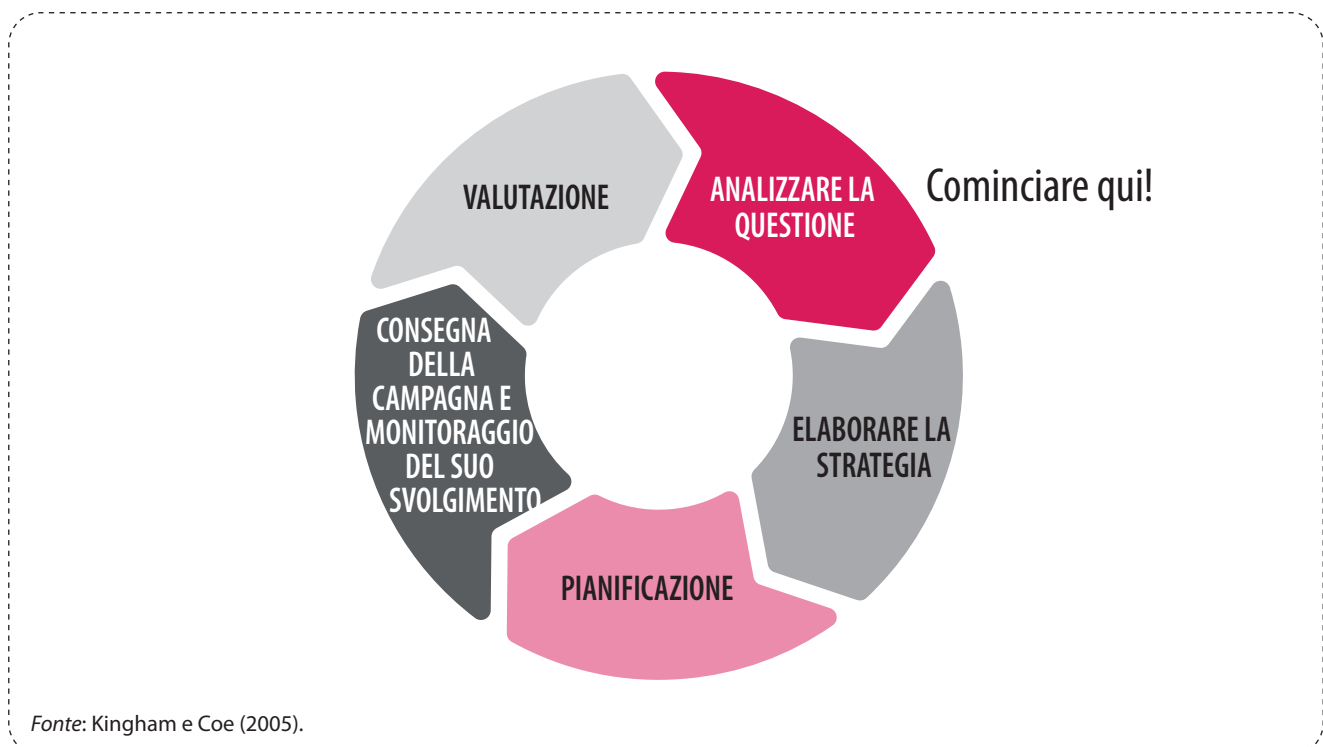 Cominciare qui!
ANALIZZARE LA
QUESTIONE
ELABORARE LA
STRATEGIA
PIANIFICAZIONE
CONSEGNA
DELLA
CAMPAGNA E
MONITORAGGIO
DEL SUO
SVOLGIMENTO
VALUTAZIONE
Fonte: Kingham e Coe (2005).